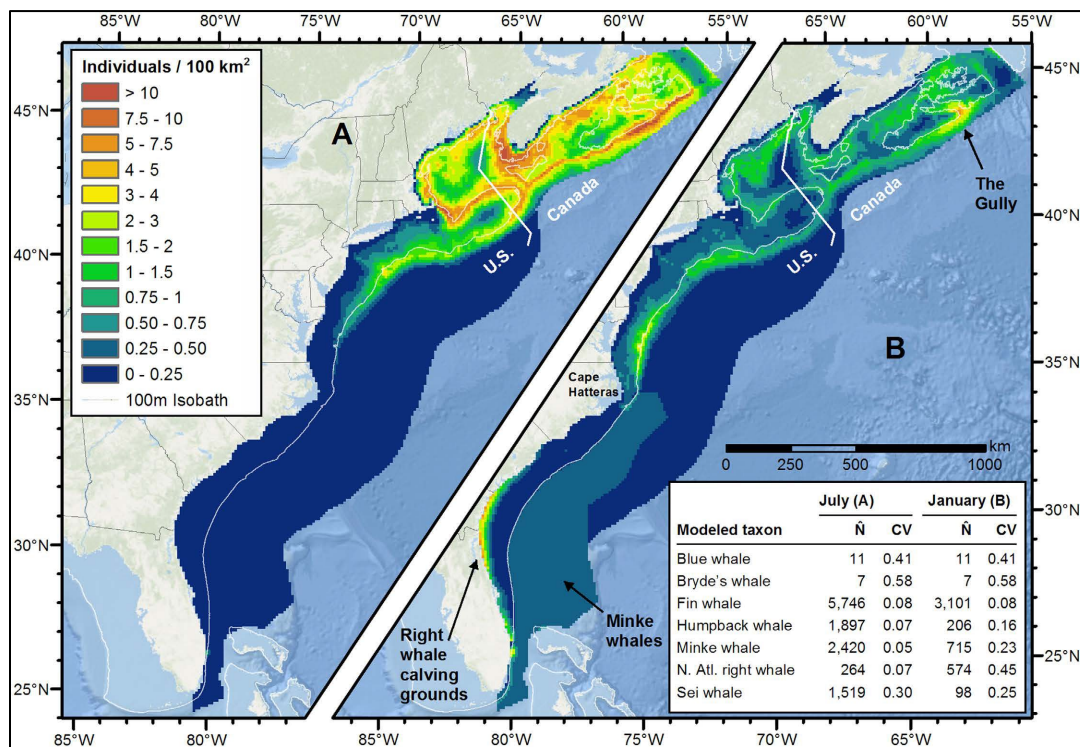 85°W 80°W 75°W 70°W 65°W 70°W 65°W 60°W 55°W
Individuals / 100 km2
> 10
7.5 - 10
5 - 7.5
4 - 5
3 - 4
2 - 3
1.5 - 2
1 - 1.5
0.75 - 1
0.50 - 0.75
0.25 - 0.50
0 - 0.25
100m Isobath
A
Canada
U.S.
45°N
40°N
35°N
30°N
25°N
B
Canada
U.S.
The
Gully
Cape
Hatteras
km
0 250 500 1000
Right
whale
calving
grounds
Minke
whales
July (A) January (B)
Modeled taxon N̂ CV N̂ CV
Blue whale 11 0.41 11 0.41
Bryde's whale 7 0.58 7 0.58
Fin whale 5,746 0.08 3,101 0.08
Humpback whale 1,897 0.07 206 0.16
Minke whale 2,420 0.05 715 0.23
N. Atl. right whale 264 0.07 574 0.45
Sei whale 1,519 0.30 98 0.25
45°N
40°N
35°N
30°N
25°N
85°W 80°W 75°W 80°W 75°W 70°W 65°W